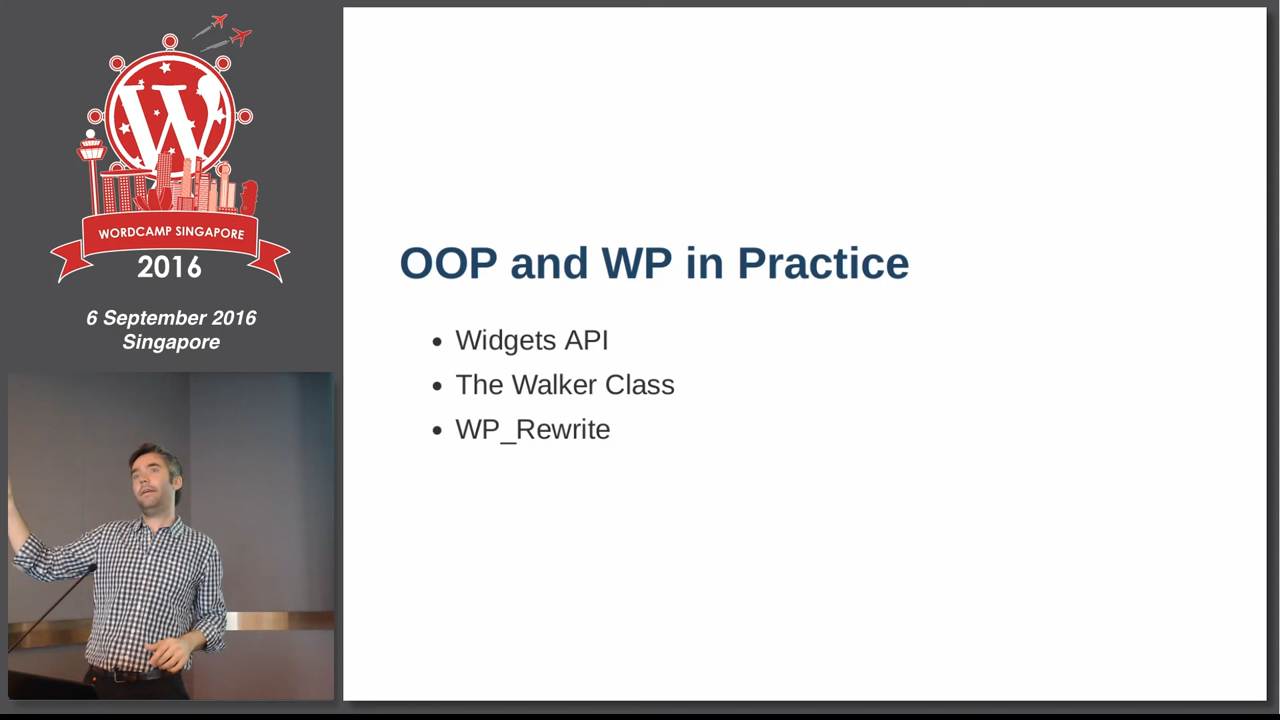 W
WORDCAMP SINGAPORE
2016
6 September 2016
Singapore
OOP and WP in Practice
• Widgets API
• The Walker Class
• WP_Rewrite